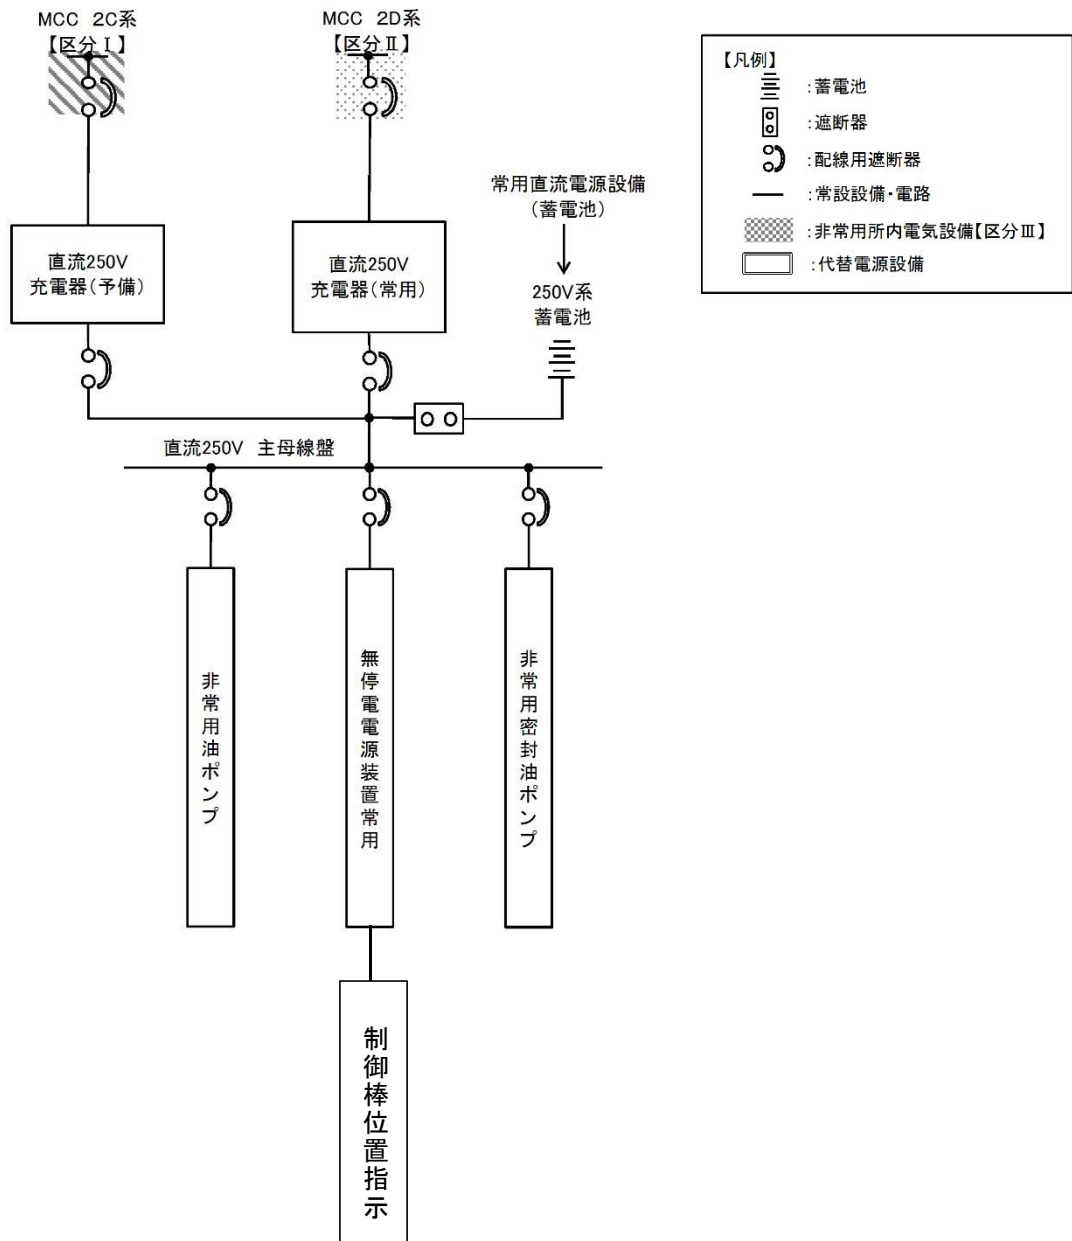 MCC 2C系
【区分Ⅰ】
MCC 2D系
【区分Ⅱ】
【凡例】
:蓄電池
:遮断器
:配線用遮断器
:常設設備・電路
:非常用所内電気設備【区分Ⅲ】
:代替電源設備
常用直流電源設備
(蓄電池)
250V系
蓄電池
直流250V
充電器(予備)
直流250V
充電器(常用)
直流250V 主母線盤
非常用油ポンプ
無停電電源装置常用
非常用密封油ポンプ
制御棒位置指示